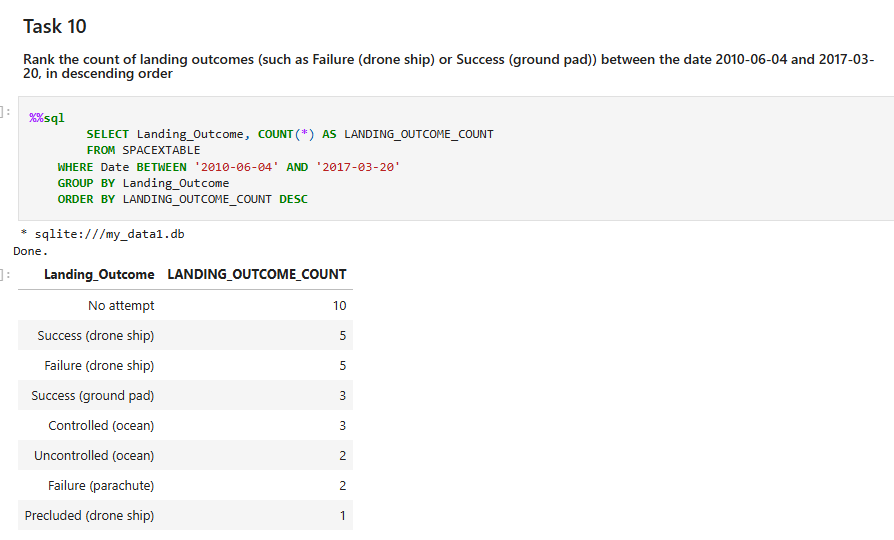 Task 10
Rank the count of landing outcomes (such as Failure (drone ship) or Success (ground pad)) between the date 2010-06-04 and 2017-03-
20, in descending order
]:
%%sql
SELECT Landing_Outcome, COUNT(*) AS LANDING_OUTCOME_COUNT
FROM SPACEXTABLE
WHERE Date BETWEEN '2010-06-04' AND '2017-03-20'
GROUP BY Landing_Outcome
ORDER BY LANDING_OUTCOME_COUNT DESC
* sqlite:///my_data1.db
Done.
]:
Landing_Outcome LANDING_OUTCOME_COUNT
No attempt 10
Success (drone ship) 5
Failure (drone ship) 5
Success (ground pad) 3
Controlled (ocean) 3
Uncontrolled (ocean) 2
Failure (parachute) 2
Precluded (drone ship) 1